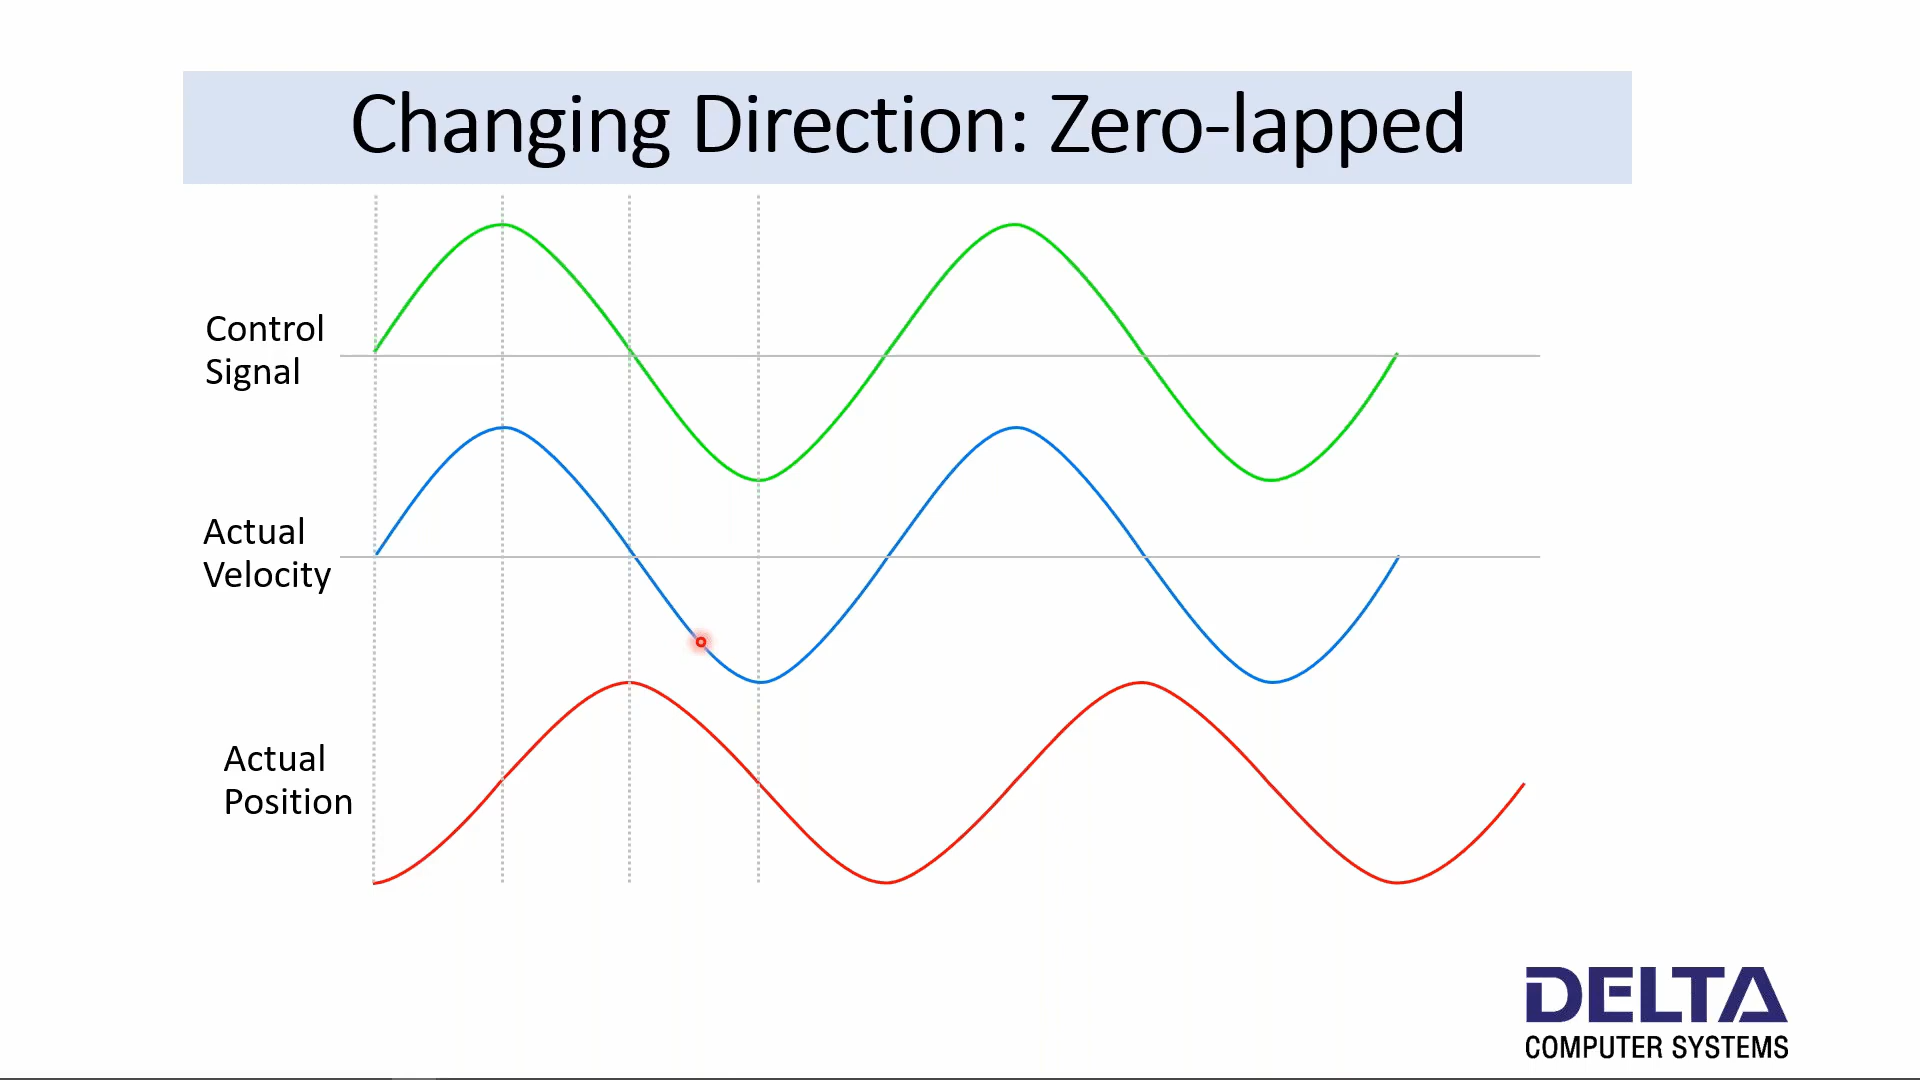 Changing Direction: Zero-lapped
Control
Signal
Actual
Velocity
Actual
Position
DELTA
COMPUTER SYSTEMS